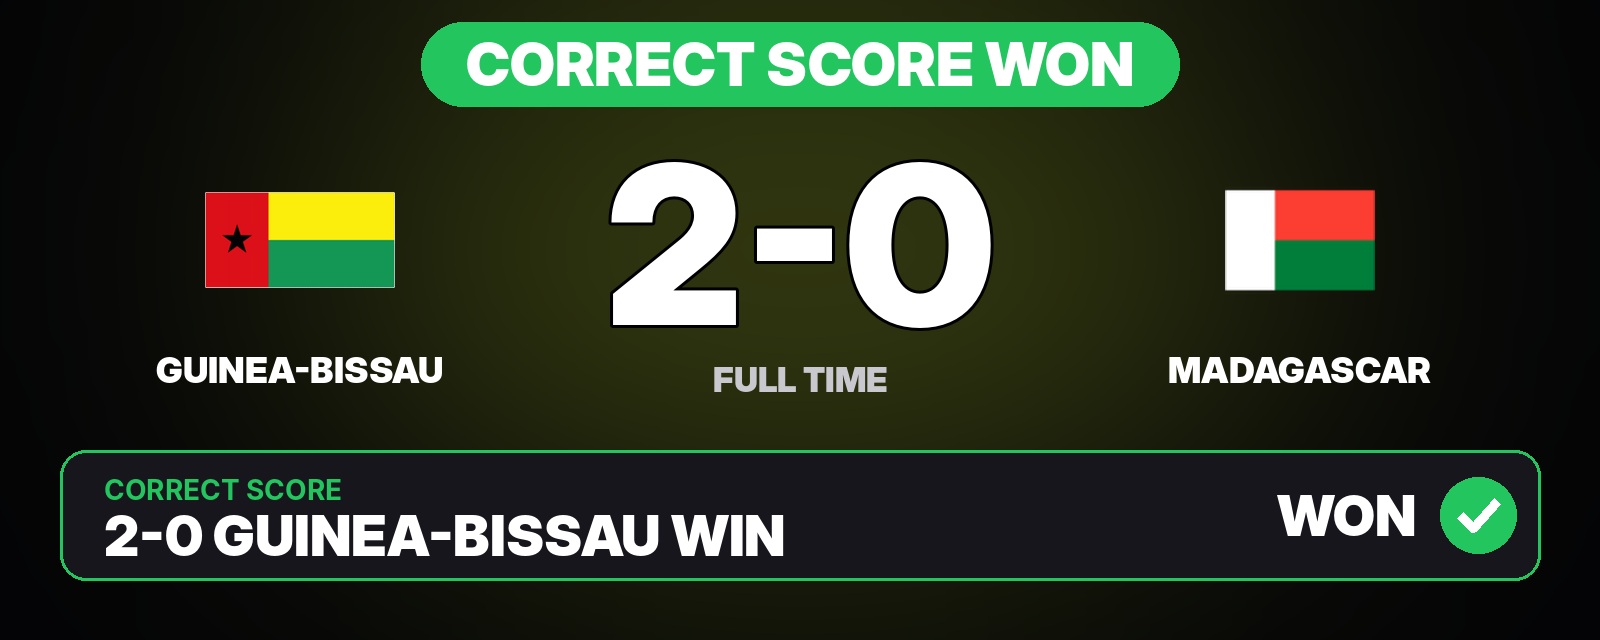 CORRECT SCORE WON
2-0
GUINEA-BISSAU
FULL TIME
MADAGASCAR
CORRECT SCORE
2-0 GUINEA-BISSAU WIN
WON